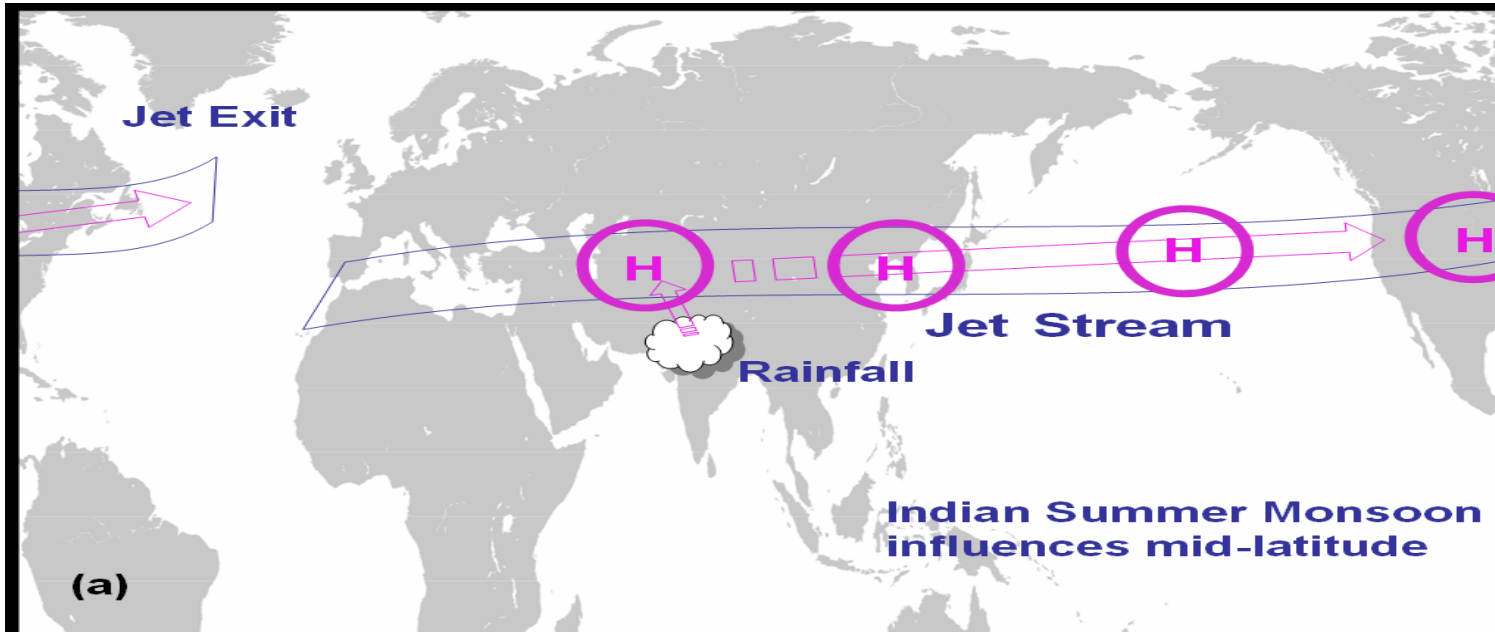 Jet Exit
H
H
H
H
Jet Stream
Rainfall
Indian Summer Monsoon
influences mid-latitude
(a)